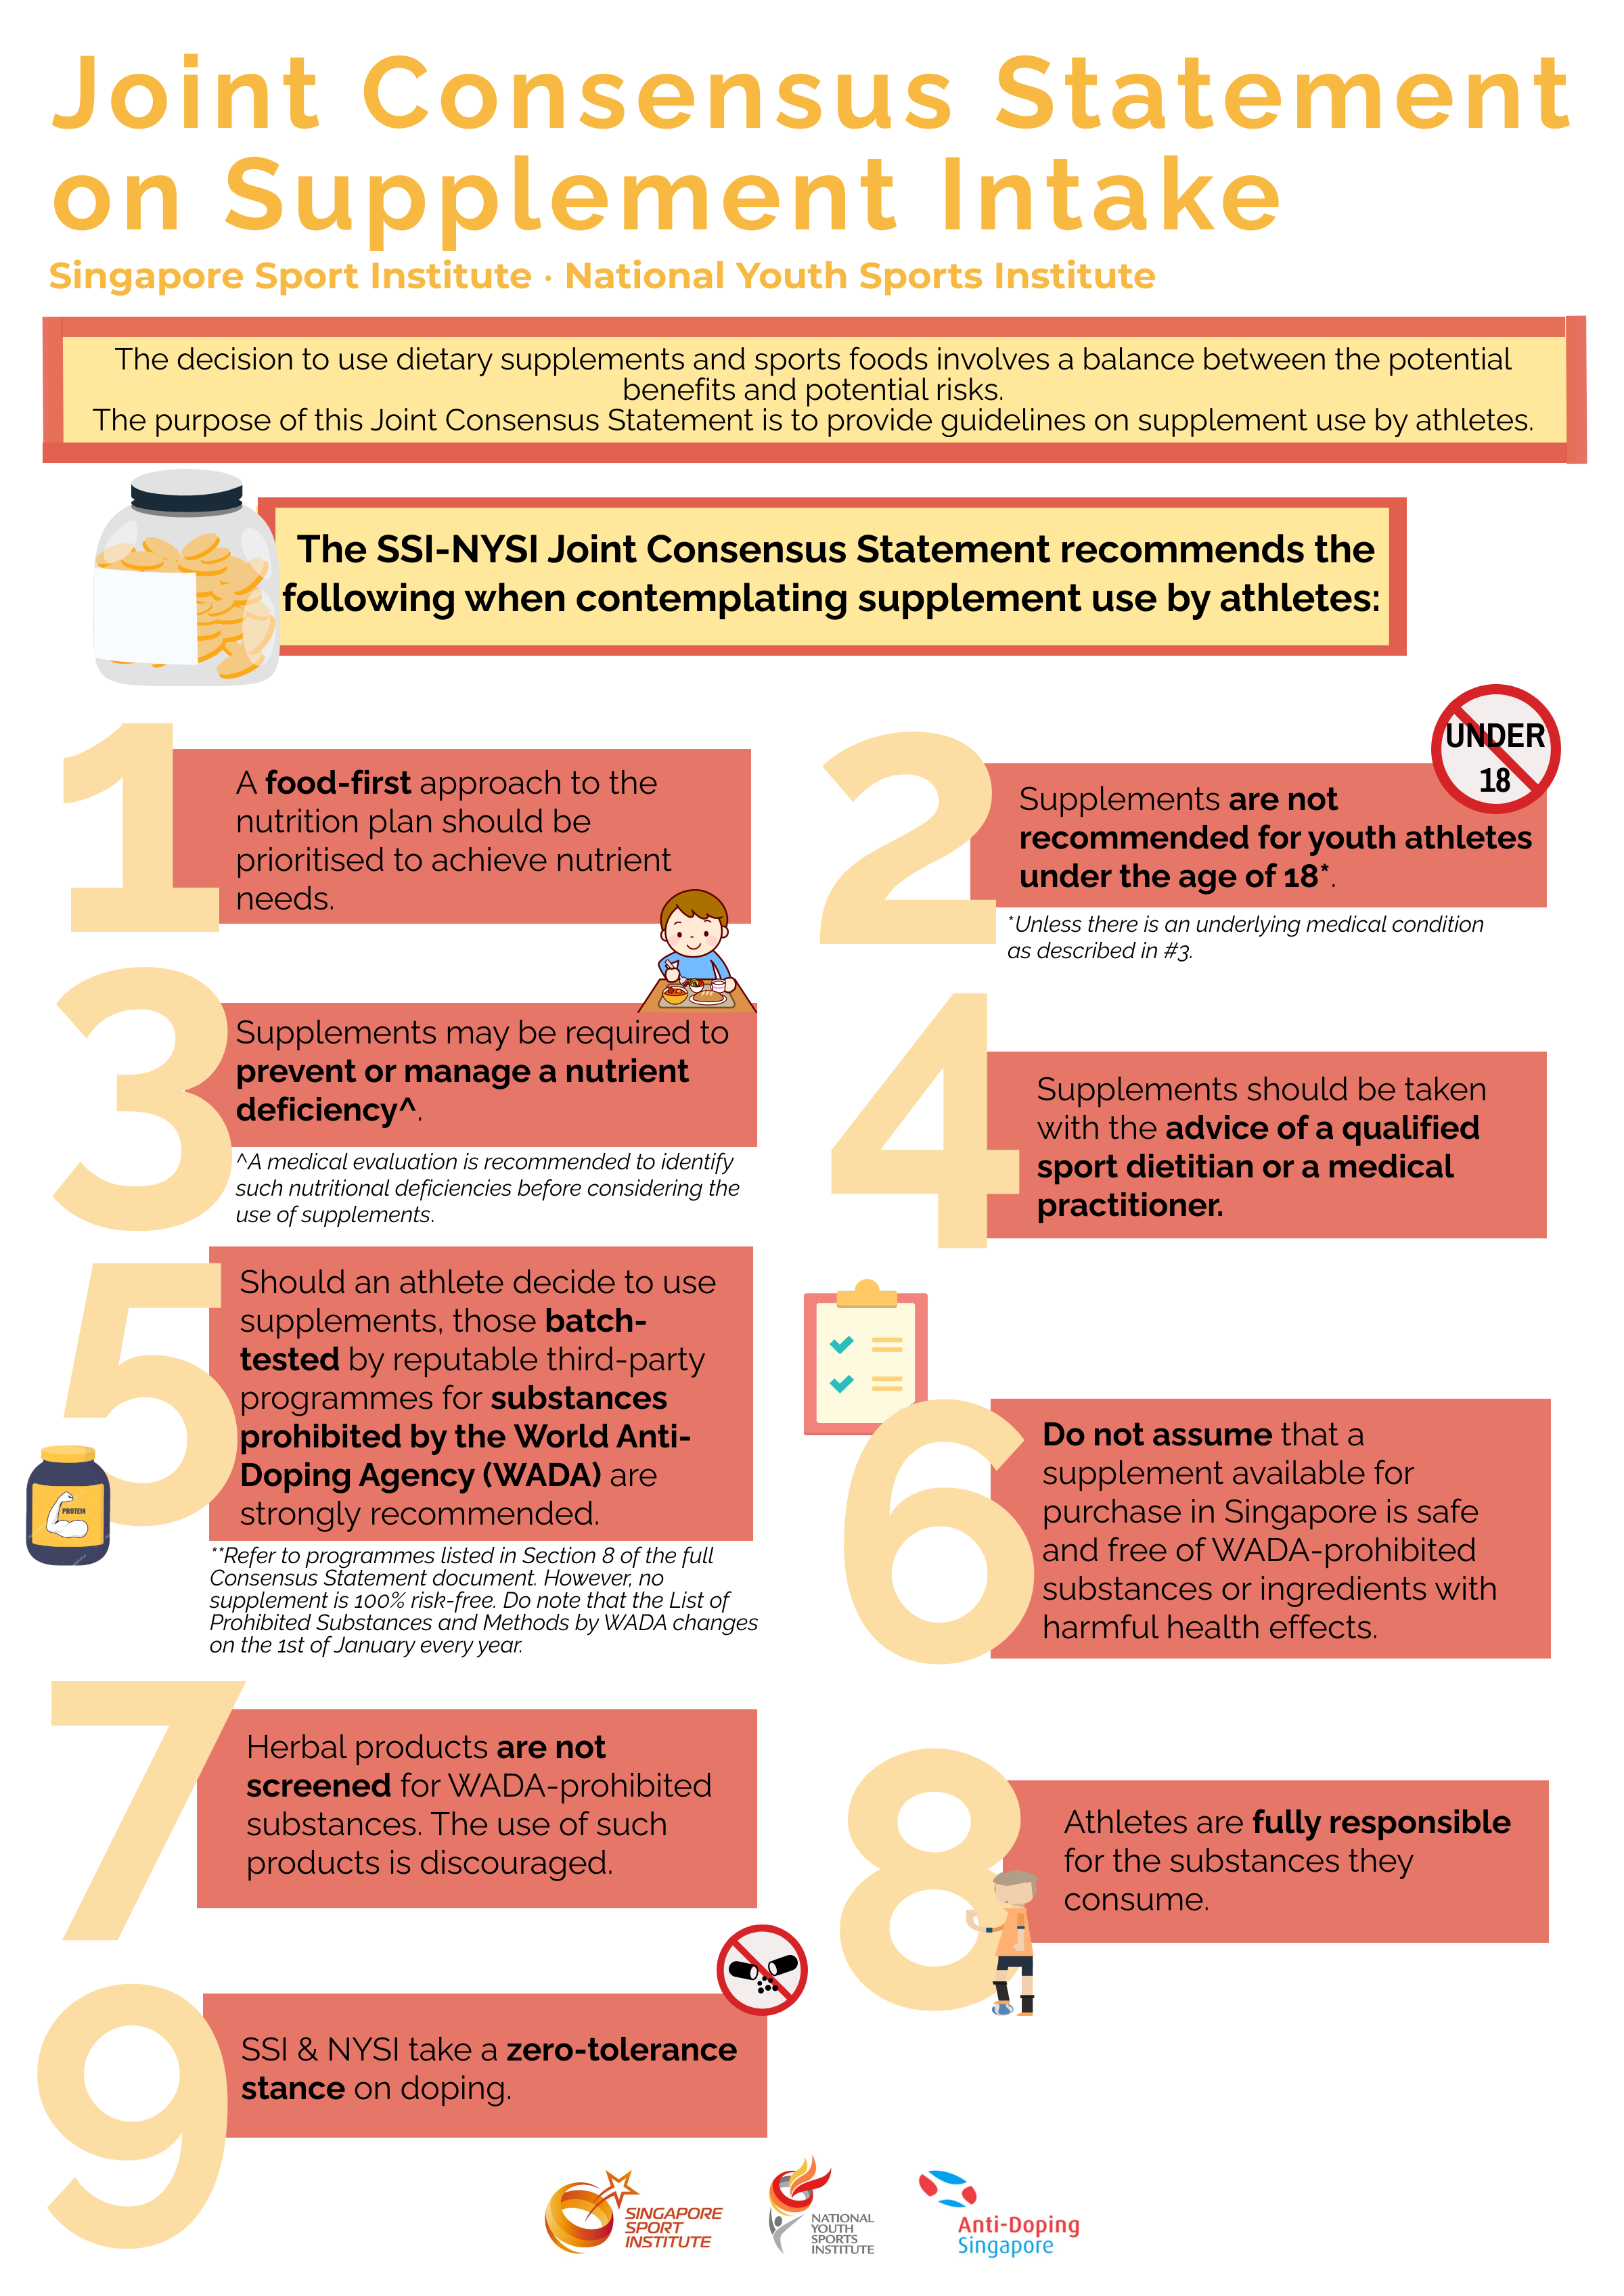 Joint Consensus Statement
on Supplement Intake
Singapore Sport Institute · National Youth Sports Institute
The decision to use dietary supplements and sports foods involves a balance between the potential
benefits and potential risks.
The purpose of this Joint Consensus Statement is to provide guidelines on supplement use by athletes.
The SSI-NYSI Joint Consensus Statement recommends the
following when contemplating supplement use by athletes:
1
A food-first approach to the
nutrition plan should be
prioritised to achieve nutrient
needs.
2
UNDER
18
Supplements are not
recommended for youth athletes
under the age of 18*.
*Unless there is an underlying medical condition
as described in #3.
3
Supplements may be required to
prevent or manage a nutrient
deficiency^.
^A medical evaluation is recommended to identify
such nutritional deficiencies before considering the
use of supplements.
4
Supplements should be taken
with the advice of a qualified
sport dietitian or a medical
practitioner.
5
Should an athlete decide to use
supplements, those batch-
tested by reputable third-party
programmes for substances
prohibited by the World Anti-
Doping Agency (WADA) are
strongly recommended.
PROTEIN
**Refer to programmes listed in Section 8 of the full
Consensus Statement document. However, no
supplement is 100% risk-free. Do note that the List of
Prohibited Substances and Methods by WADA changes
on the 1st of January every year.
6
Do not assume that a
supplement available for
purchase in Singapore is safe
and free of WADA-prohibited
substances or ingredients with
harmful health effects.
7
Herbal products are not
screened for WADA-prohibited
substances. The use of such
products is discouraged.
8
Athletes are fully responsible
for the substances they
consume.
9
SSI & NYSI take a zero-tolerance
stance on doping.
SINGAPORE
SPORT
INSTITUTE
NATIONAL
YOUTH
SPORTS
INSTITUTE
Anti-Doping
Singapore